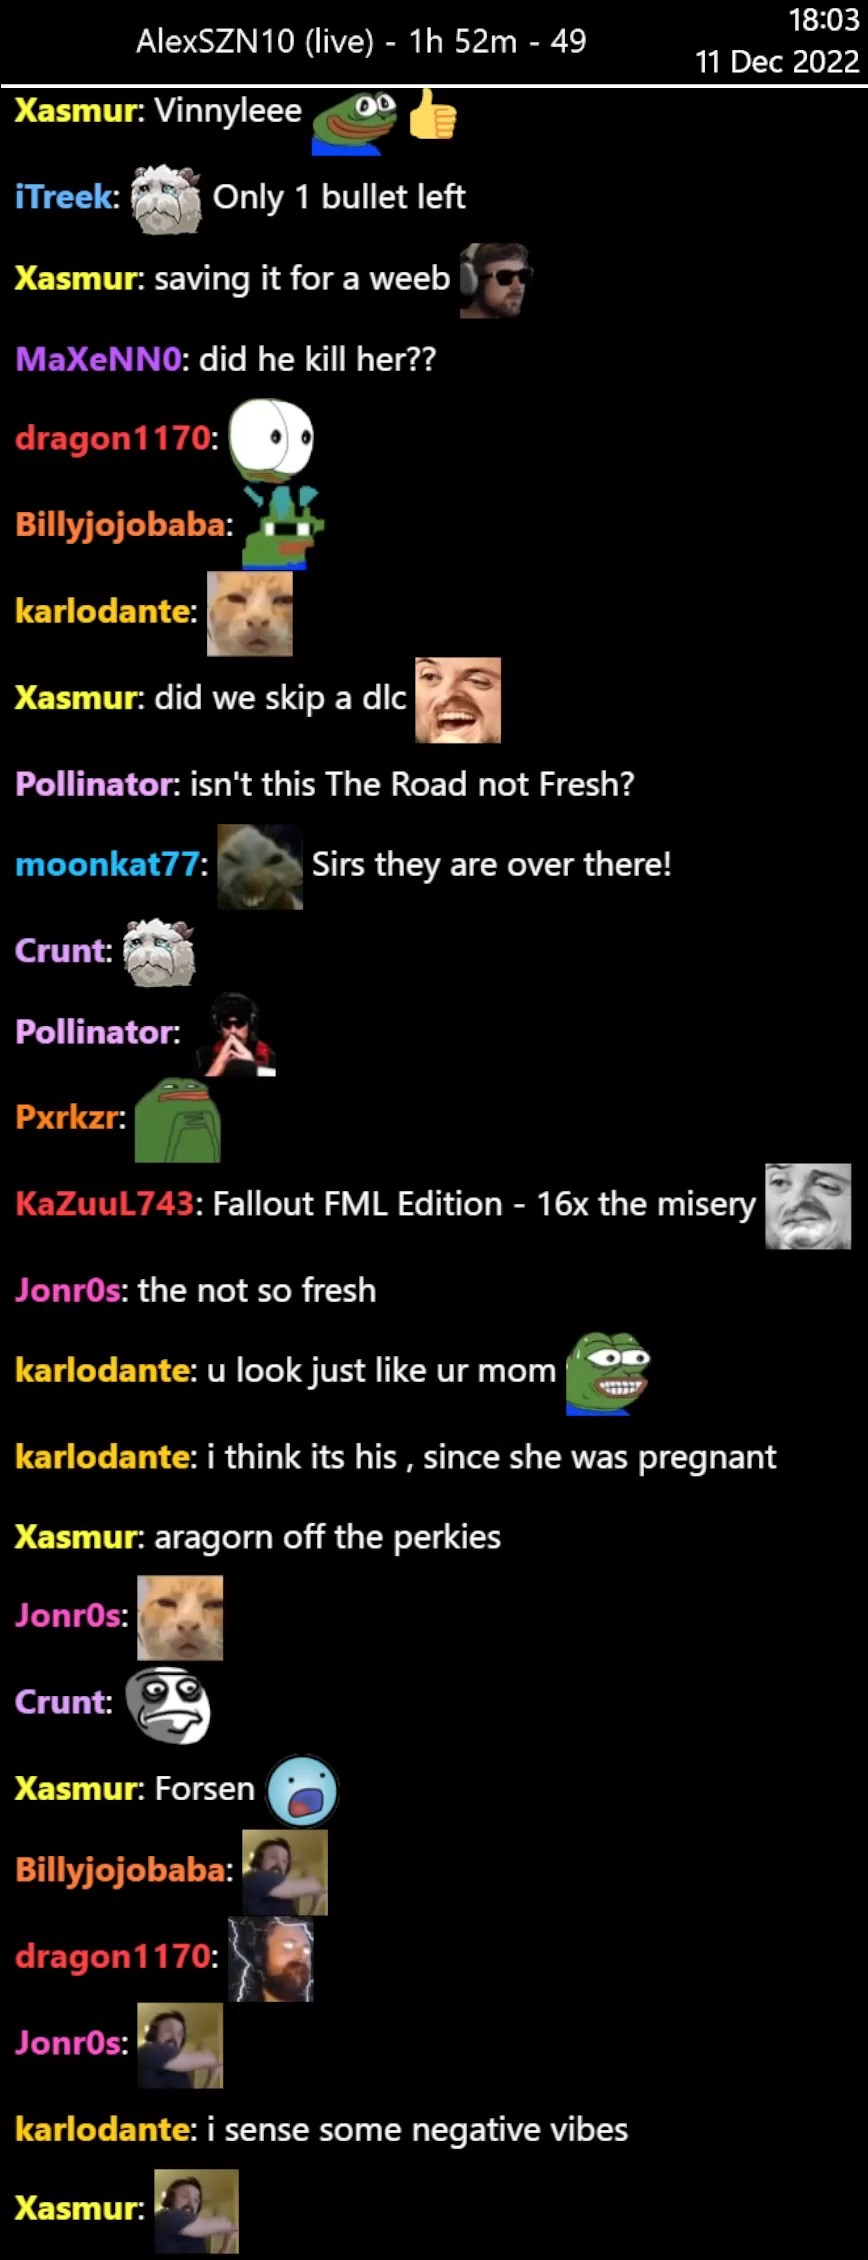 AlexSZN10 (live) - 1h 52m - 49
18:03
11 Dec 2022
Xasmur: Vinnyleee
iTreek: Only 1 bullet left
Xasmur: saving it for a weeb
MaXeNN0: did he kill her??
dragon1170:
Billyjojobaba:
karlodante:
Xasmur: did we skip a dlc
Pollinator: isn't this The Road not Fresh?
moonkat77: Sirs they are over there!
Crunt:
Pollinator:
Pxrkzr:
KaZuuL743: Fallout FML Edition - 16x the misery
Jonr0s: the not so fresh
karlodante: u look just like ur mom
karlodante: i think its his , since she was pregnant
Xasmur: aragorn off the perkies
Jonr0s:
Crunt:
Xasmur: Forsen
Billyjojobaba:
dragon1170:
Jonr0s:
karlodante: i sense some negative vibes
Xasmur: